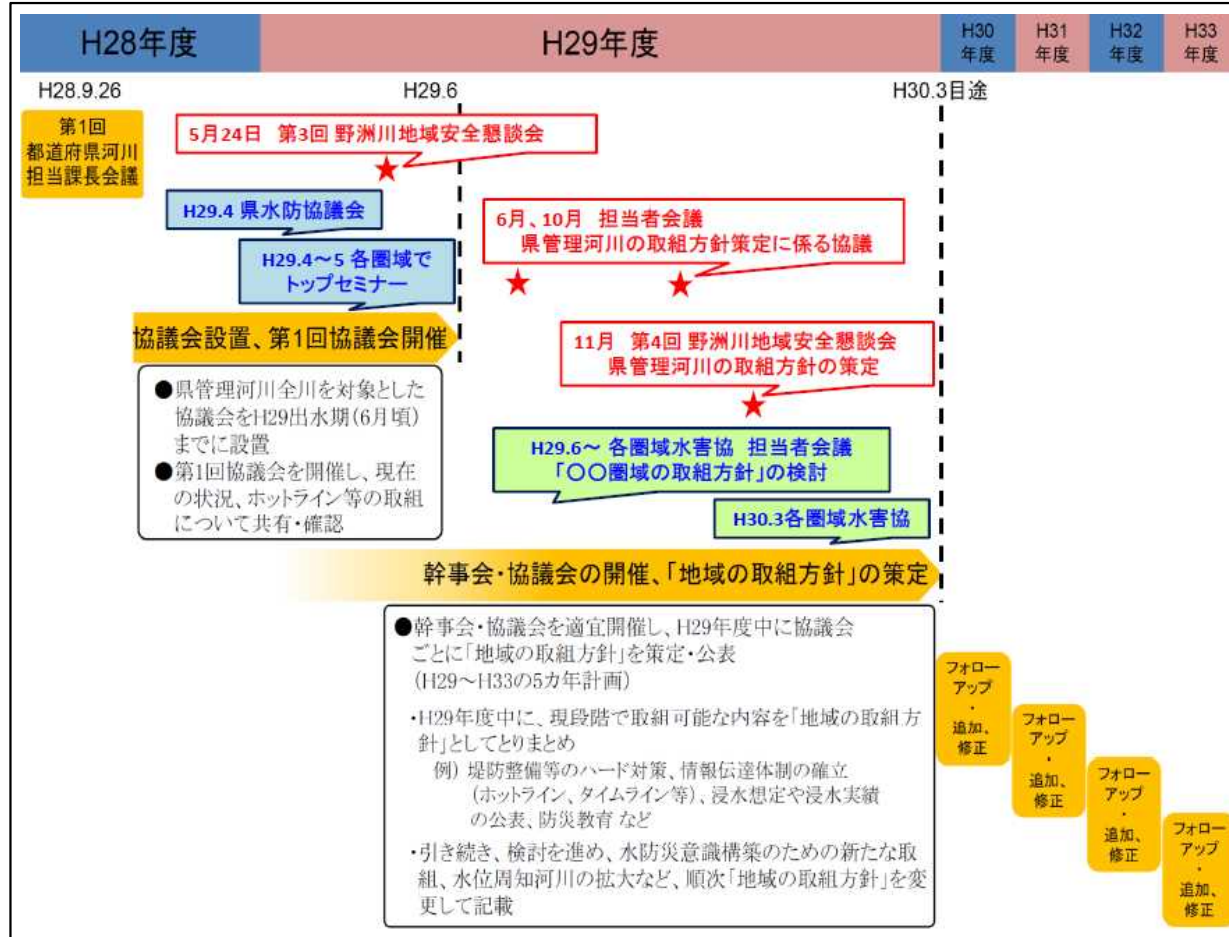 H28年度
H29年度
H30
年度
H31
年度
H32
年度
H33
年度
H28.9.26
H29.6
H30.3目途
第1回
都道府県河川
担当課長会議
5月24日 第3回 野洲川地域安全懇談会
H29.4 県水防協議会
H29.4～5 各圏域で
トップセミナー
6月、10月 担当者会議
県管理河川の取組方針策定に係る協議
協議会設置、第1回協議会開催
11月 第4回 野洲川地域安全懇談会
県管理河川の取組方針の策定
●県管理河川全川を対象とした
協議会をH29出水期(6月頃)
までに設置
●第1回協議会を開催し、現在
の状況、ホットライン等の取組
について共有・確認
H29.6～ 各圏域水害協 担当者会議
「〇〇圏域の取組方針」の検討
H30.3各圏域水害協
幹事会・協議会の開催、「地域の取組方針」の策定
●幹事会・協議会を適宜開催し、H29年度中に協議会
ごとに「地域の取組方針」を策定・公表
(H29～H33の5カ年計画)
・H29年度中に、現段階で取組可能な内容を「地域の取組方
針」としてとりまとめ
例) 堤防整備等のハード対策、情報伝達体制の確立
(ホットライン、タイムライン等)、浸水想定や浸水実績
の公表、防災教育 など
・引き続き、検討を進め、水防災意識構築のための新たな取
組、水位周知河川の拡大など、順次「地域の取組方針」を変
更して記載
フォロー
アップ
・
追加、
修正
フォロー
アップ
・
追加、
修正
フォロー
アップ
・
追加、
修正
フォロー
アップ
・
追加、
修正